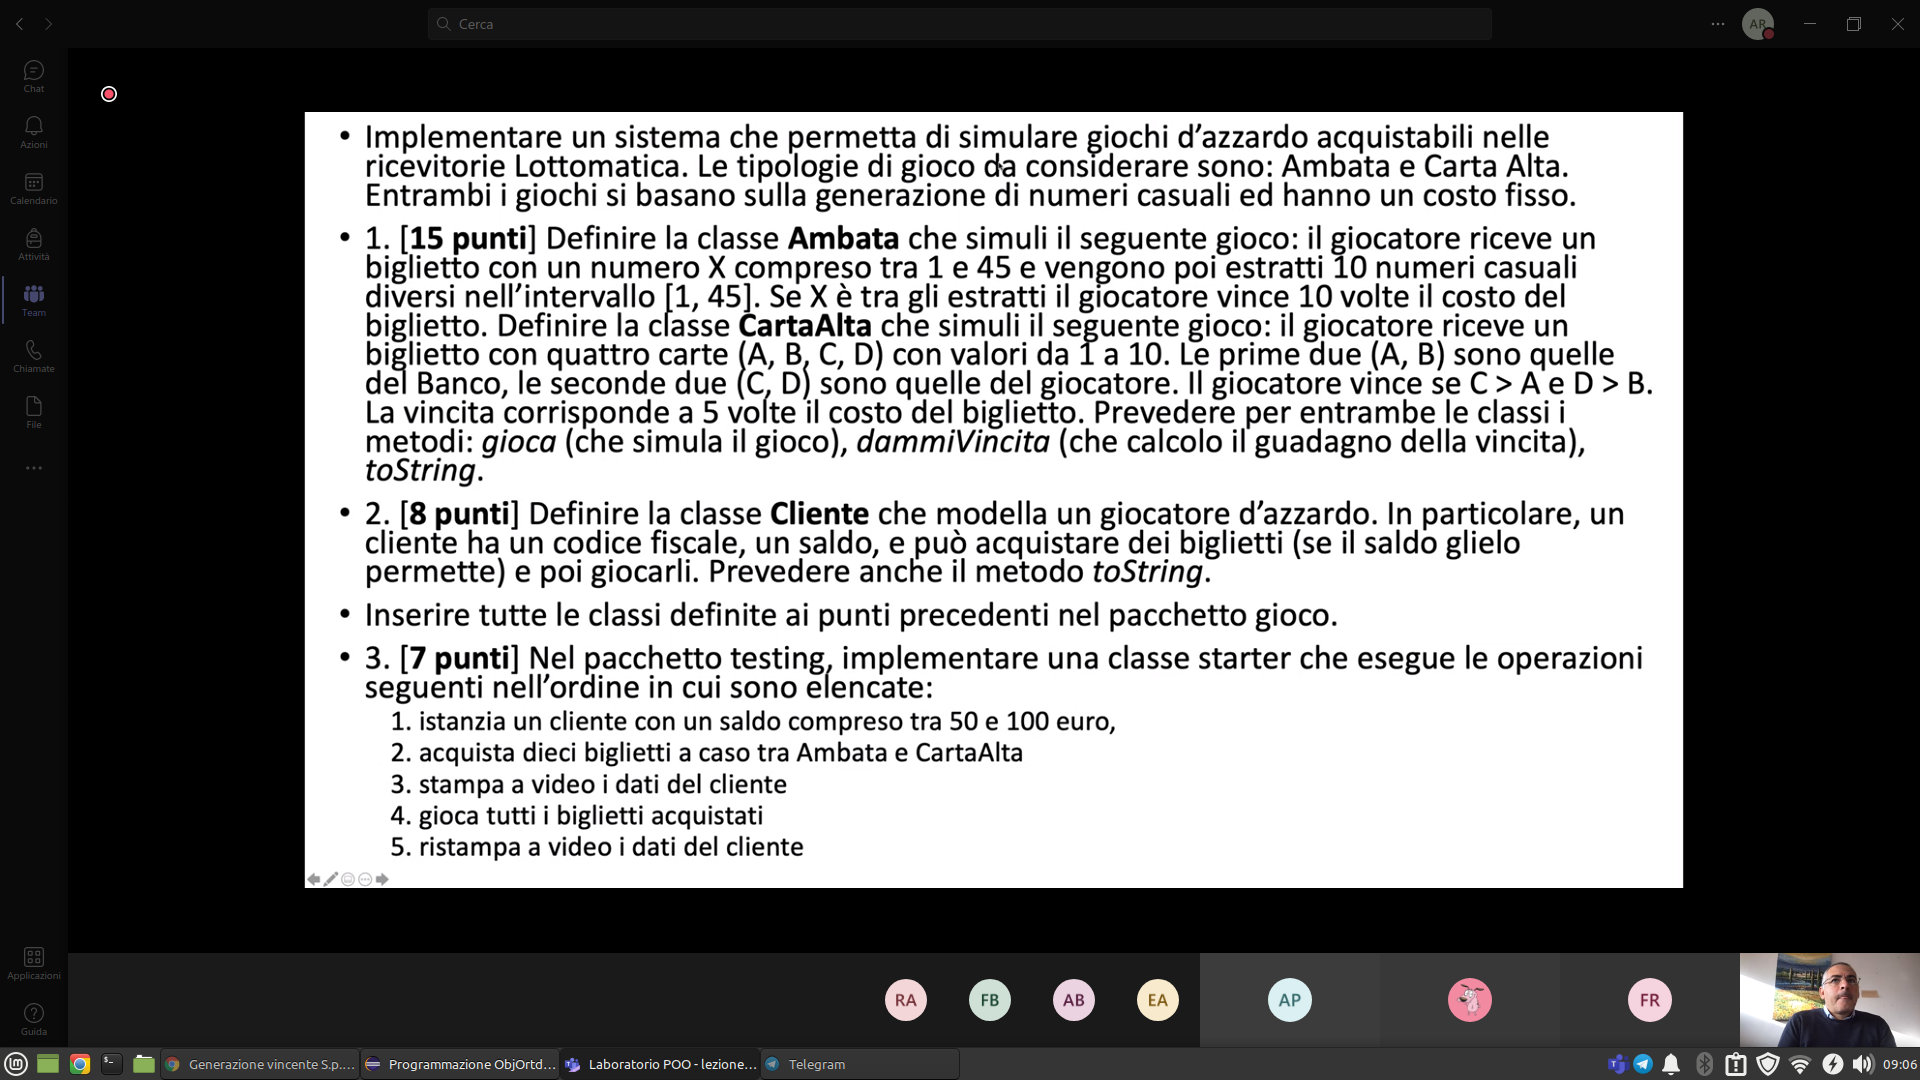 Cerca
AR
Chat
Azioni
Calendario
Attività
Team
Chiamate
File
• Implementare un sistema che permetta di simulare giochi d’azzardo acquistabili nelle
ricevitorie Lottomatica. Le tipologie di gioco da considerare sono: Ambata e Carta Alta.
Entrambi i giochi si basano sulla generazione di numeri casuali ed hanno un costo fisso.
• 1. [15 punti] Definire la classe Ambata che simuli il seguente gioco: il giocatore riceve un
biglietto con un numero X compreso tra 1 e 45 e vengono poi estratti 10 numeri casuali
diversi nell’intervallo [1, 45]. Se X è tra gli estratti il giocatore vince 10 volte il costo del
biglietto. Definire la classe CartaAlta che simuli il seguente gioco: il giocatore riceve un
biglietto con quattro carte (A, B, C, D) con valori da 1 a 10. Le prime due (A, B) sono quelle
del Banco, le seconde due (C, D) sono quelle del giocatore. Il giocatore vince se C > A e D > B.
La vincita corrisponde a 5 volte il costo del biglietto. Prevedere per entrambe le classi i
metodi: gioca (che simula il gioco), dammiVincita (che calcolo il guadagno della vincita),
toString.
• 2. [8 punti] Definire la classe Cliente che modella un giocatore d’azzardo. In particolare, un
cliente ha un codice fiscale, un saldo, e può acquistare dei biglietti (se il saldo glielo
permette) e poi giocarli. Prevedere anche il metodo toString.
• Inserire tutte le classi definite ai punti precedenti nel pacchetto gioco.
• 3. [7 punti] Nel pacchetto testing, implementare una classe starter che esegue le operazioni
seguenti nell’ordine in cui sono elencate:
1. istanzia un cliente con un saldo compreso tra 50 e 100 euro,
2. acquista dieci biglietti a caso tra Ambata e CartaAlta
3. stampa a video i dati del cliente
4. gioca tutti i biglietti acquistati
5. ristampa a video i dati del cliente
Applicazioni
Guida
RA FB AB EA AP FR
Generazione vincente S.p.... Programmazione ObjOrtd... Laboratorio POO - lezione... Telegram 09:06